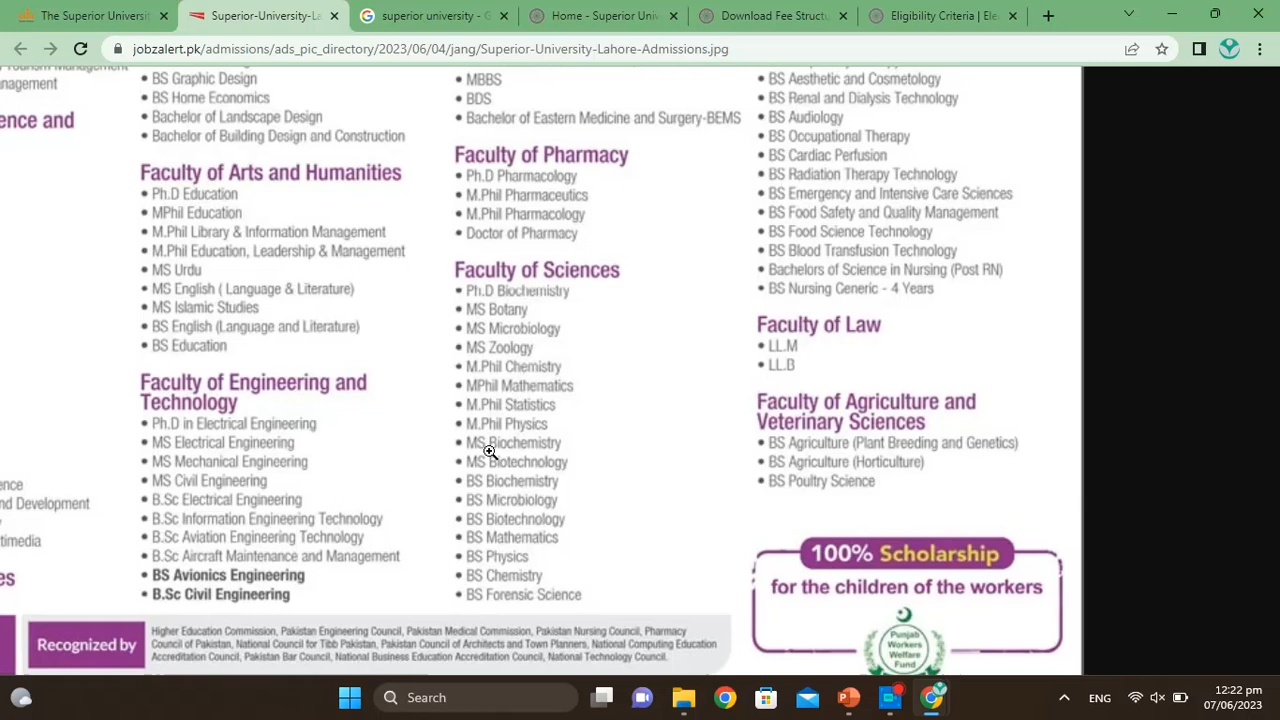 The Superior Universit
Superior-University-La
superior university - G
Home - Superior Univ
Download Fee Structu
Eligibility Criteria | Ele
jobzalert.pk/admissions/ads_pic_directory/2023/06/04/jang/Superior-University-Lahore-Admissions.jpg
anagement
ence and
ence
nd Development
timedia
es
• BS Graphic Design
• BS Home Economics
• Bachelor of Landscape Design
• Bachelor of Building Design and Construction
Faculty of Arts and Humanities
• Ph.D Education
• MPhil Education
• M.Phil Library & Information Management
• M.Phil Education, Leadership & Management
• MS Urdu
• MS English ( Language & Literature)
• MS Islamic Studies
• BS English (Language and Literature)
• BS Education
Faculty of Engineering and
Technology
• Ph.D in Electrical Engineering
• MS Electrical Engineering
• MS Mechanical Engineering
• MS Civil Engineering
• B.Sc Electrical Engineering
• B.Sc Information Engineering Technology
• B.Sc Aviation Engineering Technology
• B.Sc Aircraft Maintenance and Management
• BS Avionics Engineering
• B.Sc Civil Engineering
• MBBS
• BDS
• Bachelor of Eastern Medicine and Surgery-BEMS
Faculty of Pharmacy
• Ph.D Pharmacology
• M.Phil Pharmaceutics
• M.Phil Pharmacology
• Doctor of Pharmacy
Faculty of Sciences
• Ph.D Biochemistry
• MS Botany
• MS Microbiology
• MS Zoology
• M.Phil Chemistry
• MPhil Mathematics
• M.Phil Statistics
• M.Phil Physics
• MS Biochemistry
• MS Biotechnology
• BS Biochemistry
• BS Microbiology
• BS Biotechnology
• BS Mathematics
• BS Physics
• BS Chemistry
• BS Forensic Science
• BS Aesthetic and Cosmetology
• BS Renal and Dialysis Technology
• BS Audiology
• BS Occupational Therapy
• BS Cardiac Perfusion
• BS Radiation Therapy Technology
• BS Emergency and Intensive Care Sciences
• BS Food Safety and Quality Management
• BS Food Science Technology
• BS Blood Transfusion Technology
• Bachelors of Science in Nursing (Post RN)
• BS Nursing Generic - 4 Years
Faculty of Law
• LL.M
• LL.B
Faculty of Agriculture and
Veterinary Sciences
• BS Agriculture (Plant Breeding and Genetics)
• BS Agriculture (Horticulture)
• BS Poultry Science
100% Scholarship
for the children of the workers
Punjab
Workers
Welfare
Fund
Recognized by
Higher Education Commission, Pakistan Engineering Council, Pakistan Medical Commission, Pakistan Nursing Council, Pharmacy
Council of Pakistan, National Council for Tibb Pakistan, Pakistan Council of Architects and Town Planners, National Computing Education
Accreditation Council, Pakistan Bar Council, National Business Education Accreditation Council, National Technology Council.
Search
ENG
12:22 pm
07/06/2023